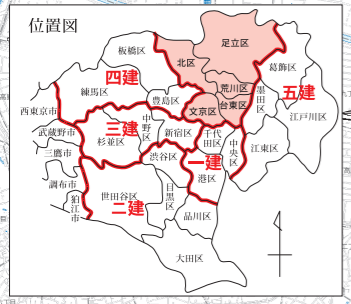 位置図
足立区
板橋区
北区
葛飾区
四建
練馬区
荒川区
豊島区
墨田区
五建
西東京市
文京区
台東区
江戸川区
武蔵野市
三建
中野区
新宿区
千代田区
杉並区
三鷹市
渋谷区
一建
中央区
江東区
港区
調布市
世田谷区
目黒区
狛江市
二建
品川区
大田区